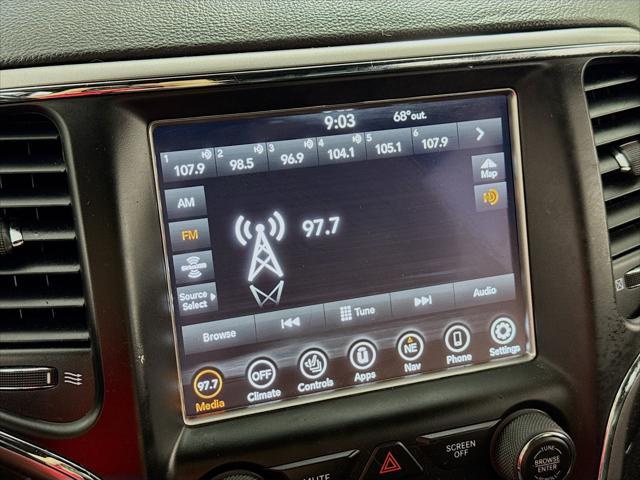 9:03 68°out.
1 107.9 2 98.5 3 96.9 4 104.1 5 105.1 6 107.9
Map
AM
FM
97.7
SiriusXM
Source Select
Browse Tune Audio
97.7 OFF NE
Media Climate Controls Apps Nav Phone Settings
SCREEN OFF
MUTE
TUNE
BROWSE
ENTER